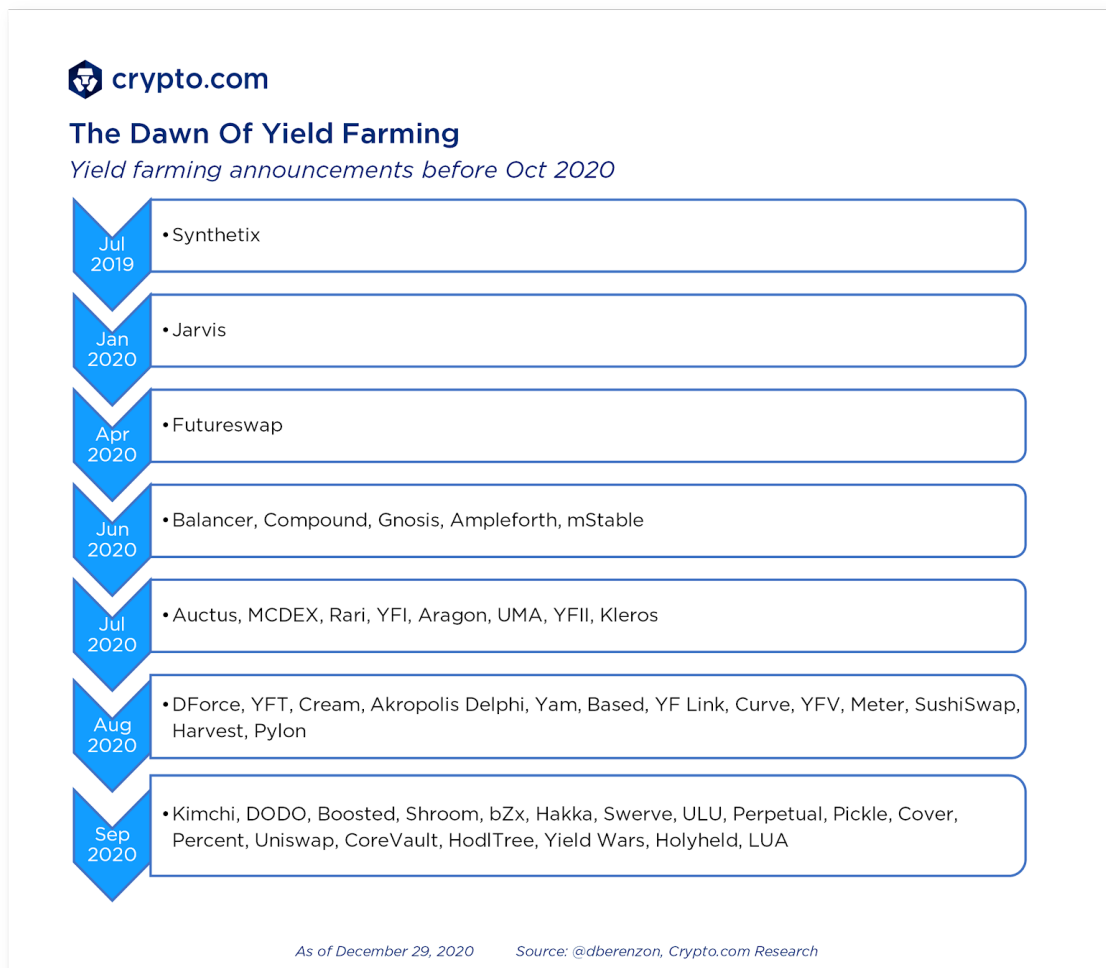 crypto.com
The Dawn Of Yield Farming
Yield farming announcements before Oct 2020
Jul
2019
•Synthetix
Jan
2020
•Jarvis
Apr
2020
•Futureswap
Jun
2020
•Balancer, Compound, Gnosis, Ampleforth, mStable
Jul
2020
•Auctus, MCDEX, Rari, YFI, Aragon, UMA, YFII, Kleros
Aug
2020
•DForce, YFT, Cream, Akropolis Delphi, Yam, Based, YF Link, Curve, YFV, Meter, SushiSwap,
Harvest, Pylon
Sep
2020
•Kimchi, DODO, Boosted, Shroom, bZx, Hakka, Swerve, ULU, Perpetual, Pickle, Cover,
Percent, Uniswap, CoreVault, HodlTree, Yield Wars, Holyheld, LUA
As of December 29, 2020 Source: @dberenzon, Crypto.com Research